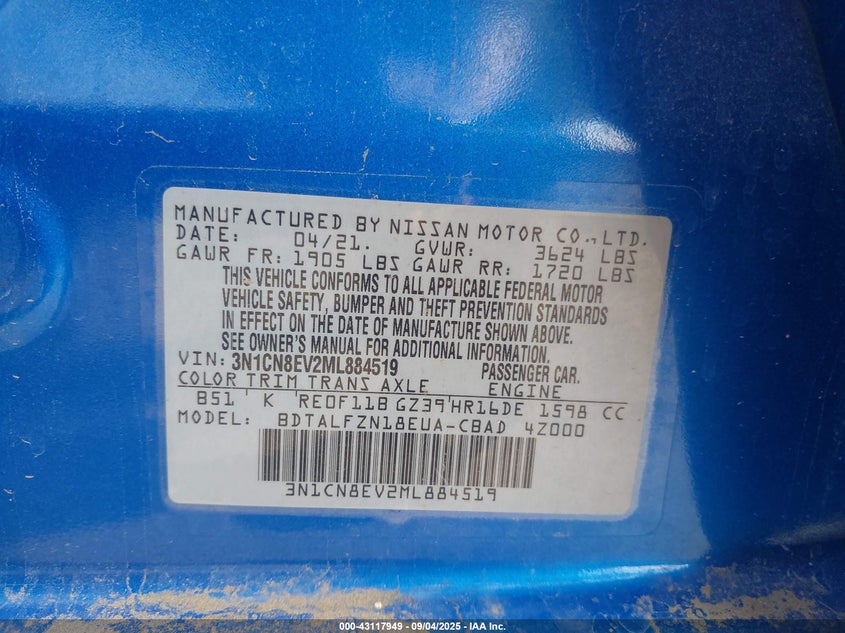 MANUFACTURED BY NISSAN MOTOR CO., LTD.
DATE: 04/21. GVWR: 3624 LBS
GAWR FR: 1905 LBS GAWR RR: 1720 LBS
THIS VEHICLE CONFORMS TO ALL APPLICABLE FEDERAL MOTOR
VEHICLE SAFETY, BUMPER AND THEFT PREVENTION STANDARDS
IN EFFECT ON THE DATE OF MANUFACTURE SHOWN ABOVE.
SEE OWNER'S MANUAL FOR ADDITIONAL INFORMATION.
VIN: 3N1CN8EV2ML884519 PASSENGER CAR.
COLOR TRIM TRANS AXLE ENGINE
B51 K RE0F11B GZ39 HR16DE 1598 CC
MODEL: BDTALFZN18EUA-CBAD 4Z000
3N1CN8EV2ML884519
000-43117949 - 09/04/2025 - IAA Inc.